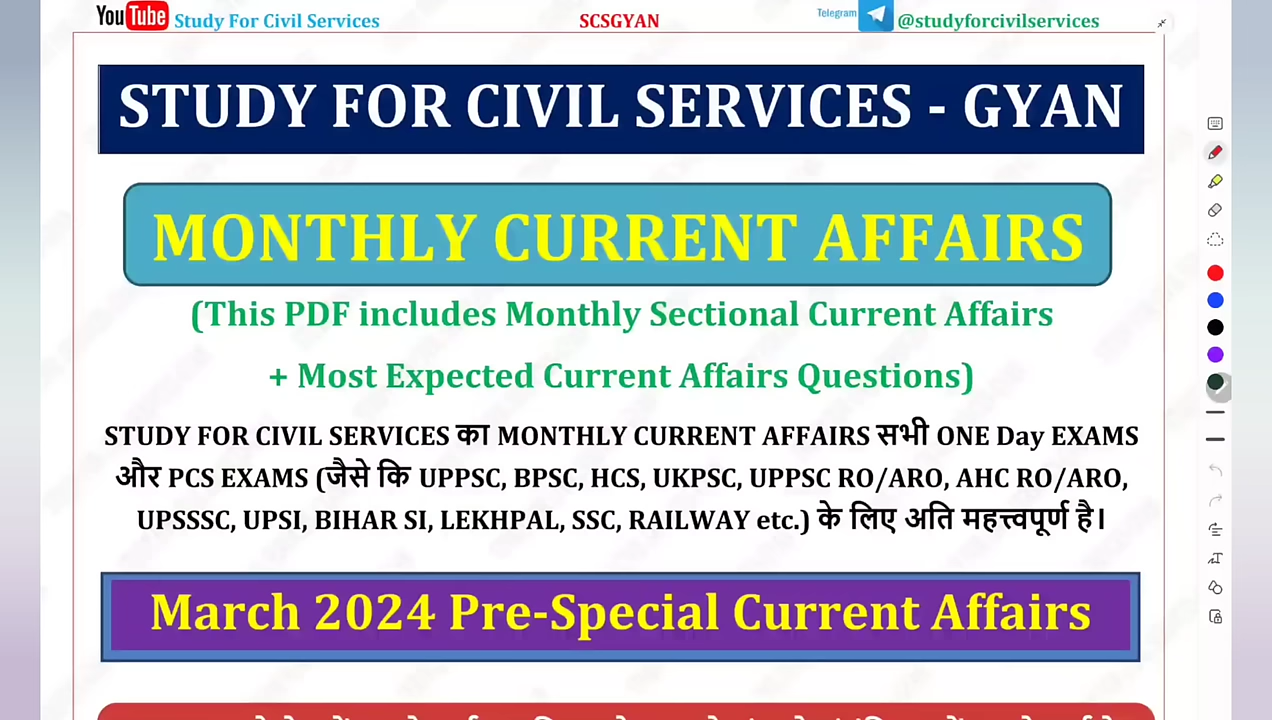 YouTube Study For Civil Services SCSGYAN Telegram @studyforcivilservices
STUDY FOR CIVIL SERVICES - GYAN
MONTHLY CURRENT AFFAIRS
(This PDF includes Monthly Sectional Current Affairs
+ Most Expected Current Affairs Questions)
STUDY FOR CIVIL SERVICES का MONTHLY CURRENT AFFAIRS सभी ONE Day EXAMS
और PCS EXAMS (जैसे कि UPPSC, BPSC, HCS, UKPSC, UPPSC RO/ARO, AHC RO/ARO,
UPSSSC, UPSI, BIHAR SI, LEKHPAL, SSC, RAILWAY etc.) के लिए अति महत्त्वपूर्ण है।
March 2024 Pre-Special Current Affairs